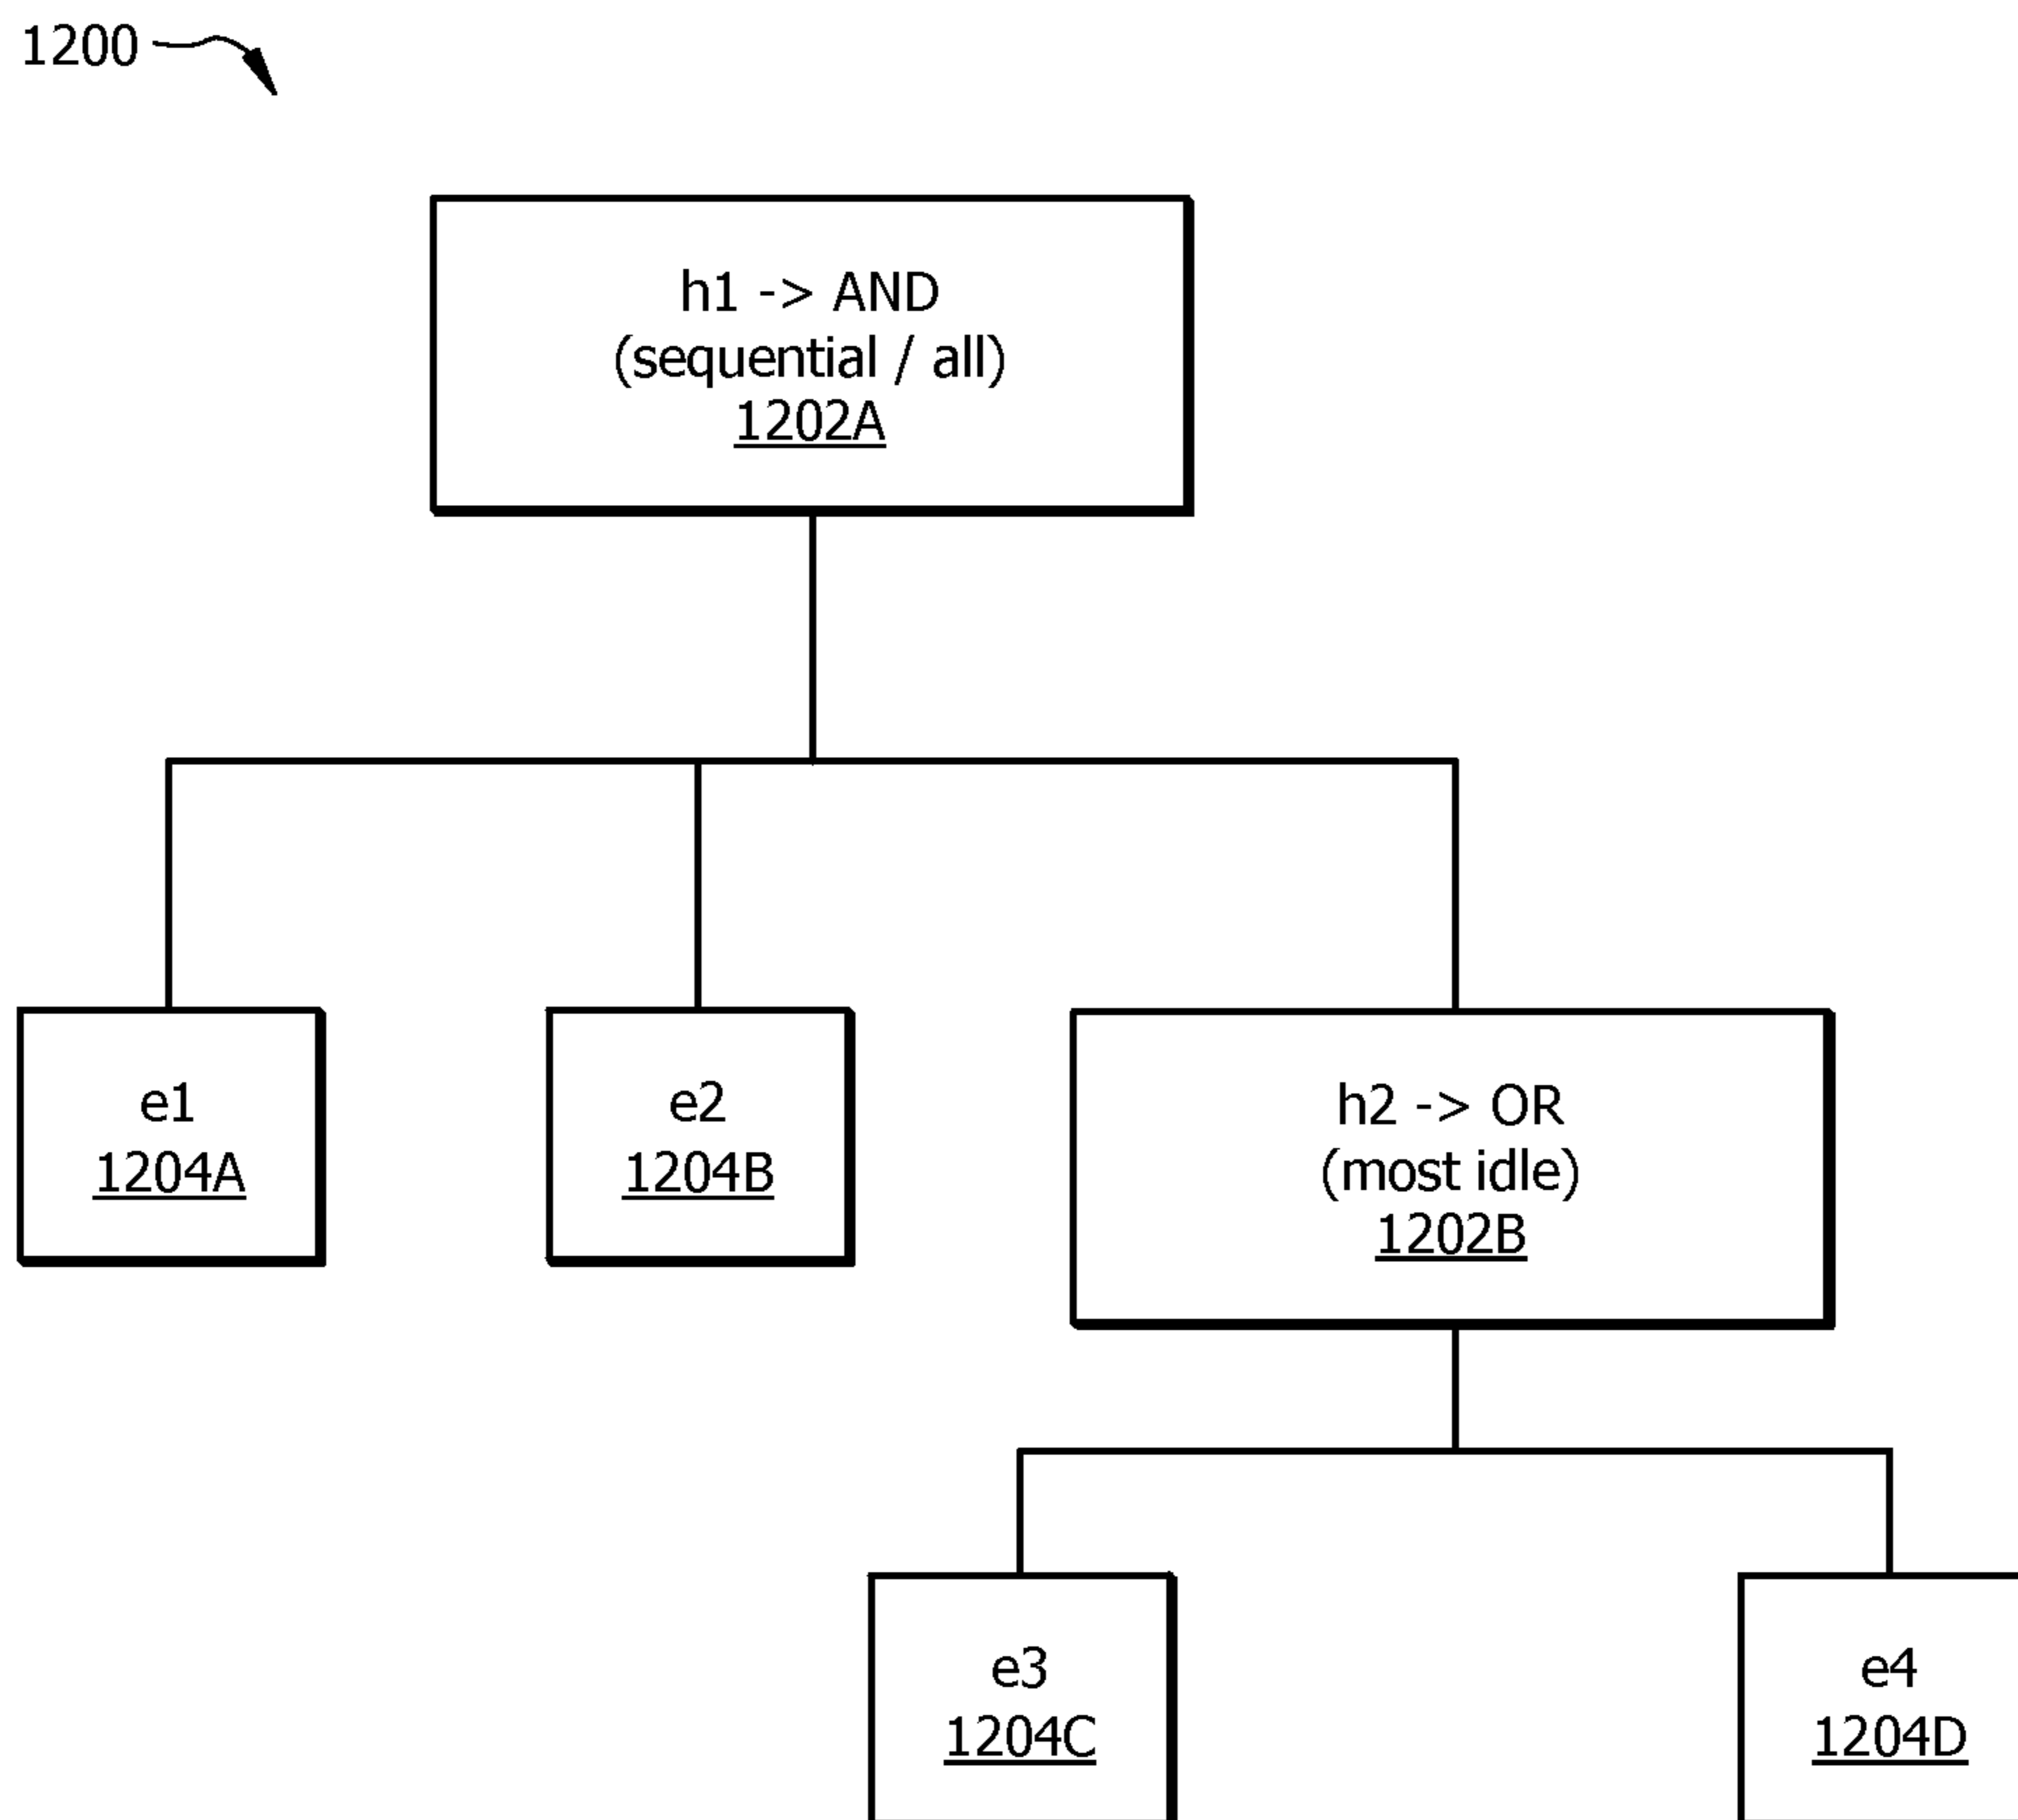 1200
h1 -> AND
(sequential / all)
1202A
e1
1204A
e2
1204B
h2 -> OR
(most idle)
1202B
e3
1204C
e4
1204D